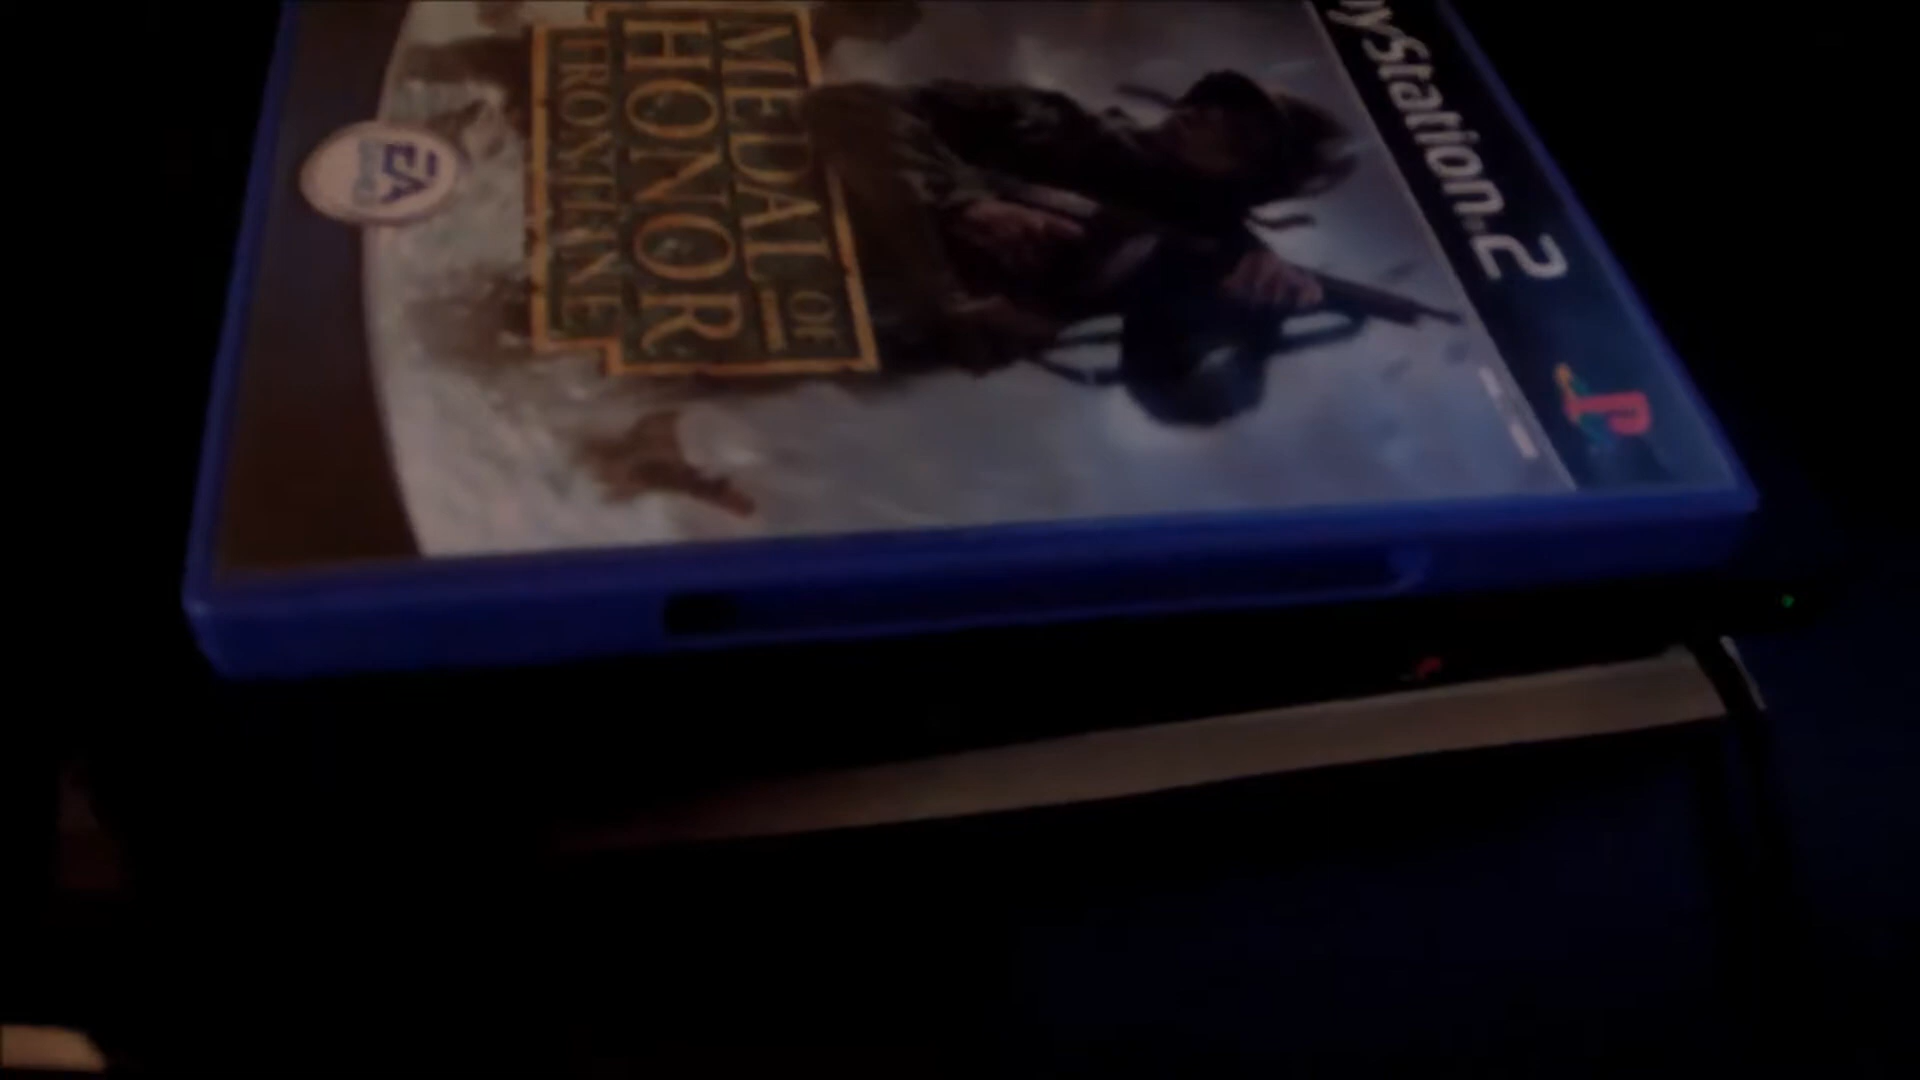 MEDAL OF
HONOR
FRONTLINE
EA
PlayStation.2